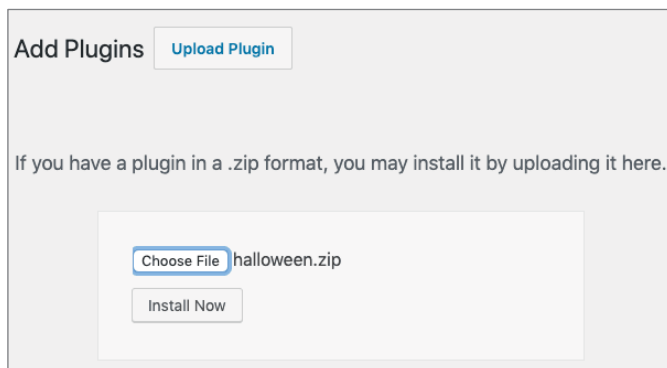 Add Plugins Upload Plugin
If you have a plugin in a .zip format, you may install it by uploading it here.
Choose File halloween.zip
Install Now